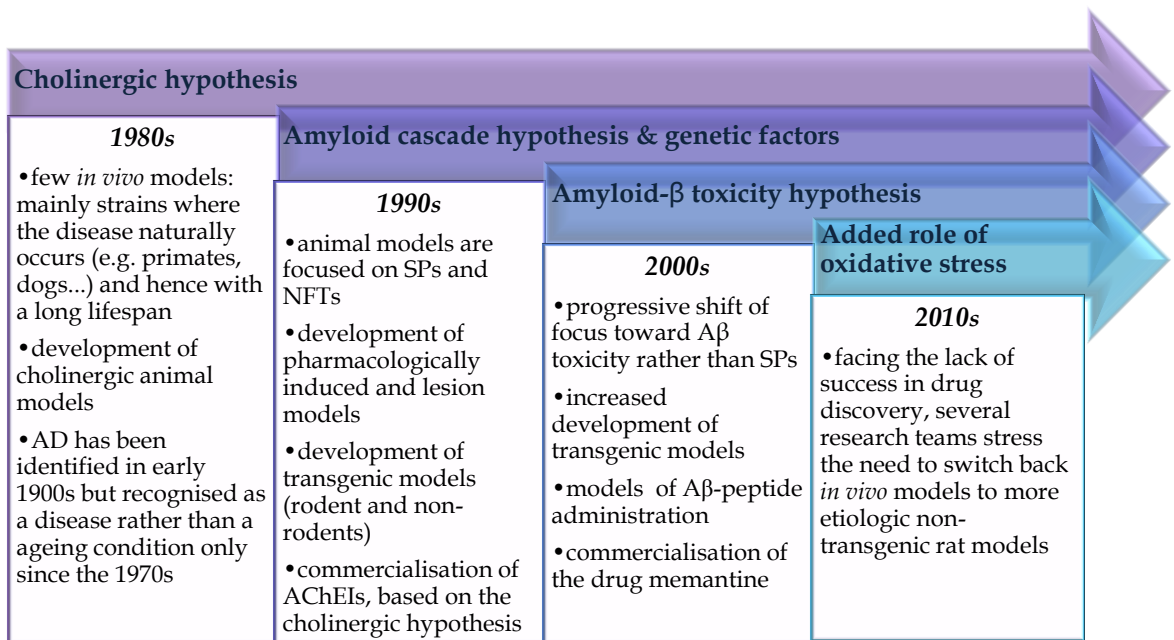 Cholinergic hypothesis
1980s
•few in vivo models:
mainly strains where
the disease naturally
occurs (e.g. primates,
dogs...) and hence with
a long lifespan
•development of
cholinergic animal
models
•AD has been
identified in early
1900s but recognised as
a disease rather than a
ageing condition only
since the 1970s
Amyloid cascade hypothesis & genetic factors
1990s
•animal models are
focused on SPs and
NFTs
•development of
pharmacologically
induced and lesion
models
•development of
transgenic models
(rodent and non-
rodents)
•commercialisation of
AChEIs, based on the
cholinergic hypothesis
Amyloid-β toxicity hypothesis
2000s
•progressive shift of
focus toward Aβ
toxicity rather than SPs
•increased
development of
transgenic models
•models of Aβ-peptide
administration
•commercialisation of
the drug memantine
Added role of
oxidative stress
2010s
•facing the lack of
success in drug
discovery, several
research teams stress
the need to switch back
in vivo models to more
etiologic non-
transgenic rat models